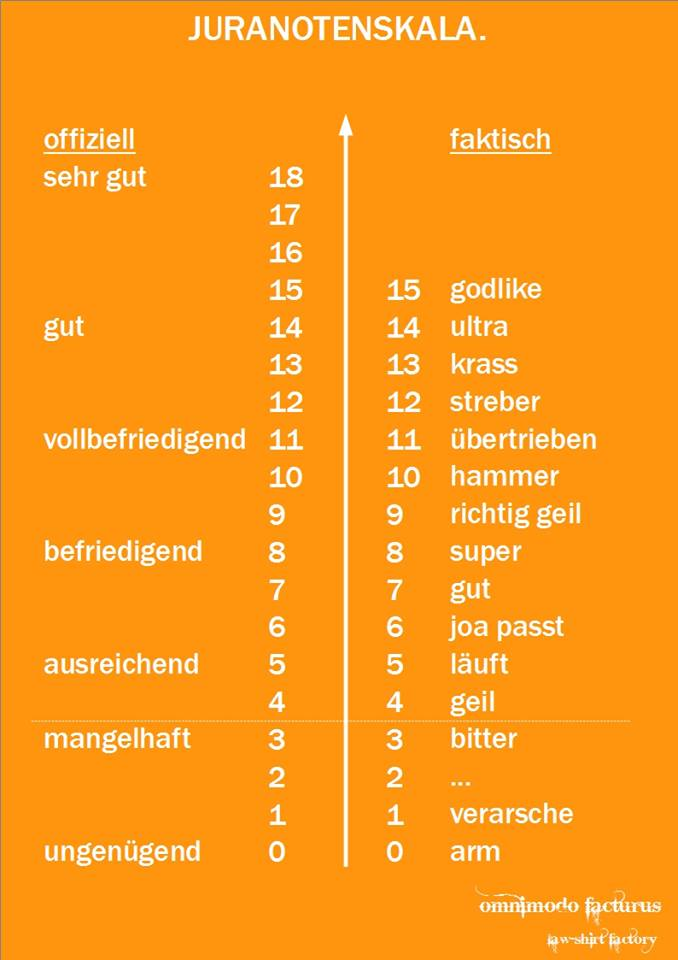 JURANOTENSKALA.
offiziell faktisch
sehr gut 18
17
16
15 15 godlike
gut 14 14 ultra
13 13 krass
12 12 streber
vollbefriedigend 11 11 übertrieben
10 10 hammer
9 9 richtig geil
befriedigend 8 8 super
7 7 gut
6 6 joa passt
ausreichend 5 5 läuft
4 4 geil
mangelhaft 3 3 bitter
2 2 ...
1 1 verarsche
ungenügend 0 0 arm
omnimodo facturus
law-shirt factory